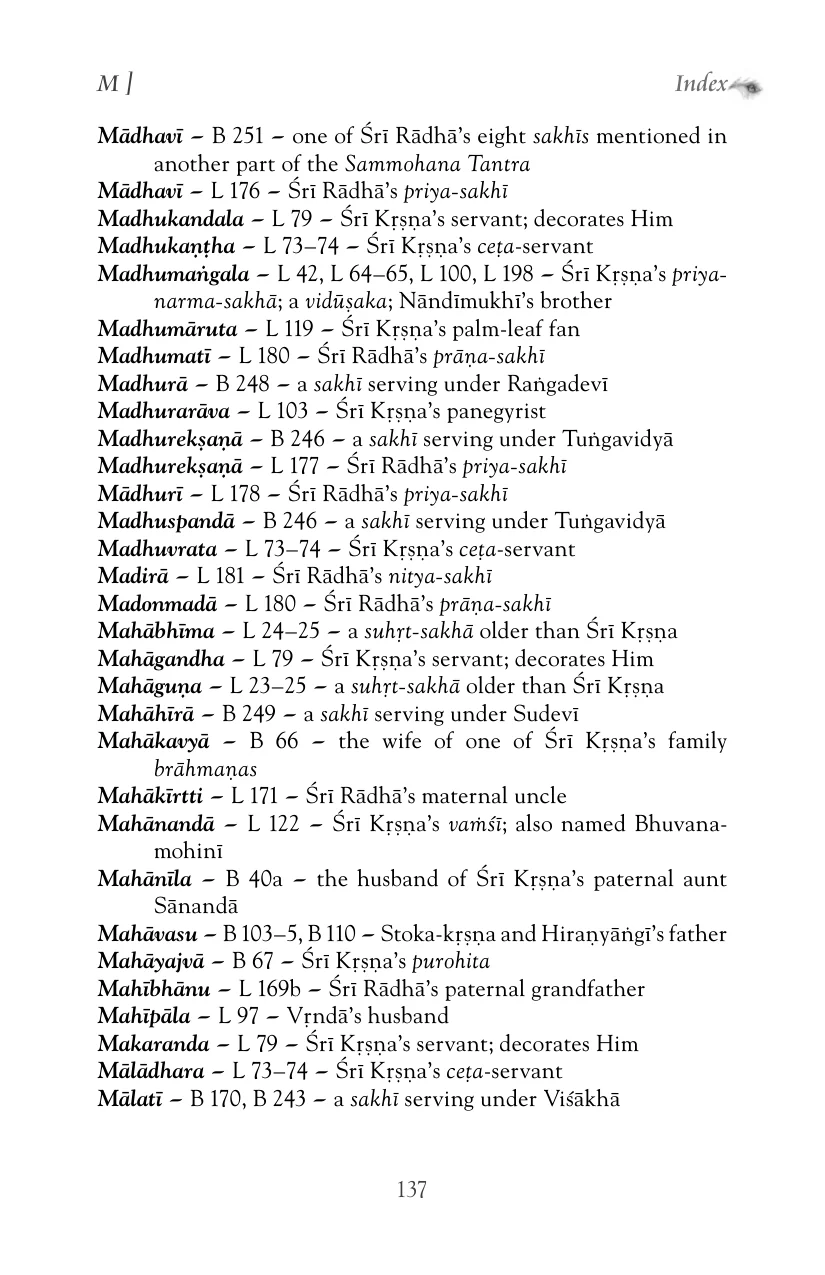 M ]
Index
Mādhavī – B 251 – one of Śrī Rādhā’s eight sakhīs mentioned in
another part of the Sammohana Tantra
Mādhavī – L 176 – Śrī Rādhā’s priya-sakhī
Madhukandala – L 79 – Śrī Kṛṣṇa’s servant; decorates Him
Madhukaṇṭha – L 73–74 – Śrī Kṛṣṇa’s ceṭa-servant
Madhumaṅgala – L 42, L 64–65, L 100, L 198 – Śrī Kṛṣṇa’s priya-
narma-sakhā; a vidūṣaka; Nāndīmukhī’s brother
Madhumāruta – L 119 – Śrī Kṛṣṇa’s palm-leaf fan
Madhumatī – L 180 – Śrī Rādhā’s prāṇa-sakhī
Madhurā – B 248 – a sakhī serving under Raṅgadevī
Madhurarāva – L 103 – Śrī Kṛṣṇa’s panegyrist
Madhurekṣaṇā – B 246 – a sakhī serving under Tuṅgavidyā
Madhurekṣaṇā – L 177 – Śrī Rādhā’s priya-sakhī
Mādhurī – L 178 – Śrī Rādhā’s priya-sakhī
Madhuspandā – B 246 – a sakhī serving under Tuṅgavidyā
Madhuvrata – L 73–74 – Śrī Kṛṣṇa’s ceṭa-servant
Madirā – L 181 – Śrī Rādhā’s nitya-sakhī
Madonmadā – L 180 – Śrī Rādhā’s prāṇa-sakhī
Mahābhīma – L 24–25 – a suhṛt-sakhā older than Śrī Kṛṣṇa
Mahāgandha – L 79 – Śrī Kṛṣṇa’s servant; decorates Him
Mahāguṇa – L 23–25 – a suhṛt-sakhā older than Śrī Kṛṣṇa
Mahāhīrā – B 249 – a sakhī serving under Sudevī
Mahākavyā – B 66 – the wife of one of Śrī Kṛṣṇa’s family
brāhmaṇas
Mahākīrtti – L 171 – Śrī Rādhā’s maternal uncle
Mahānandā – L 122 – Śrī Kṛṣṇa’s vaṁśī; also named Bhuvana-
mohinī
Mahānīla – B 40a – the husband of Śrī Kṛṣṇa’s paternal aunt
Sānandā
Mahāvasu – B 103–5, B 110 – Stoka-kṛṣṇa and Hiraṇyāṅgī’s father
Mahāyajvā – B 67 – Śrī Kṛṣṇa’s purohita
Mahībhānu – L 169b – Śrī Rādhā’s paternal grandfather
Mahīpāla – L 97 – Vṛndā’s husband
Makaranda – L 79 – Śrī Kṛṣṇa’s servant; decorates Him
Mālādhara – L 73–74 – Śrī Kṛṣṇa’s ceṭa-servant
Mālatī – B 170, B 243 – a sakhī serving under Viśākhā
137